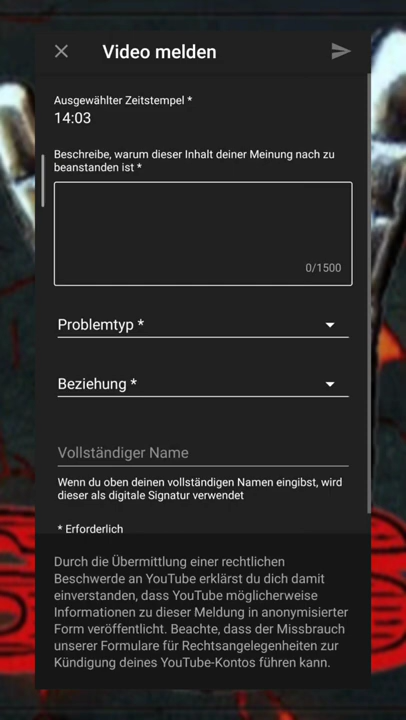 Video melden
Ausgewählter Zeitstempel *
14:03
Beschreibe, warum dieser Inhalt deiner Meinung nach zu
beanstanden ist *
0/1500
Problemtyp *
Beziehung *
Vollständiger Name
Wenn du oben deinen vollständigen Namen eingibst, wird
dieser als digitale Signatur verwendet
* Erforderlich
Durch die Übermittlung einer rechtlichen
Beschwerde an YouTube erklärst du dich damit
einverstanden, dass YouTube möglicherweise
Informationen zu dieser Meldung in anonymisierter
Form veröffentlicht. Beachte, dass der Missbrauch
unserer Formulare für Rechtsangelegenheiten zur
Kündigung deines YouTube-Kontos führen kann.